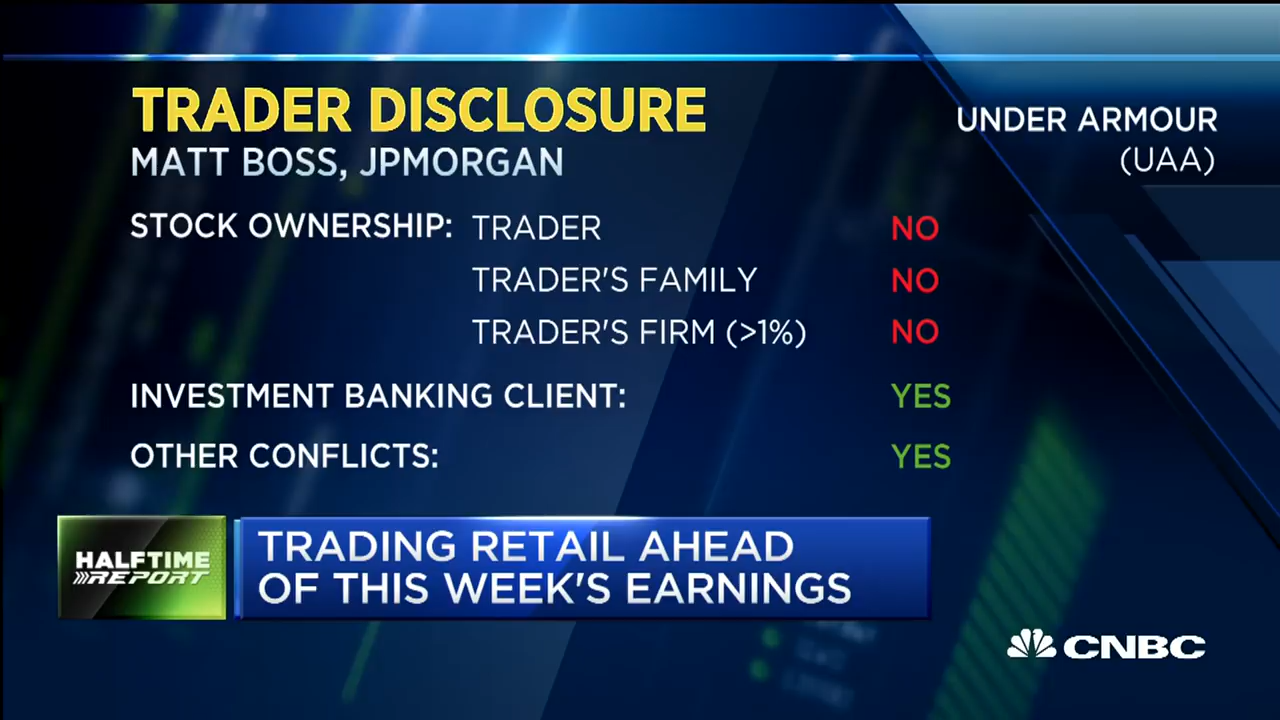 TRADER DISCLOSURE
MATT BOSS, JPMORGAN
UNDER ARMOUR
(UAA)
STOCK OWNERSHIP: TRADER NO
TRADER'S FAMILY NO
TRADER'S FIRM (>1%) NO
INVESTMENT BANKING CLIENT: YES
OTHER CONFLICTS: YES
HALFTIME
REPORT
TRADING RETAIL AHEAD
OF THIS WEEK'S EARNINGS
CNBC